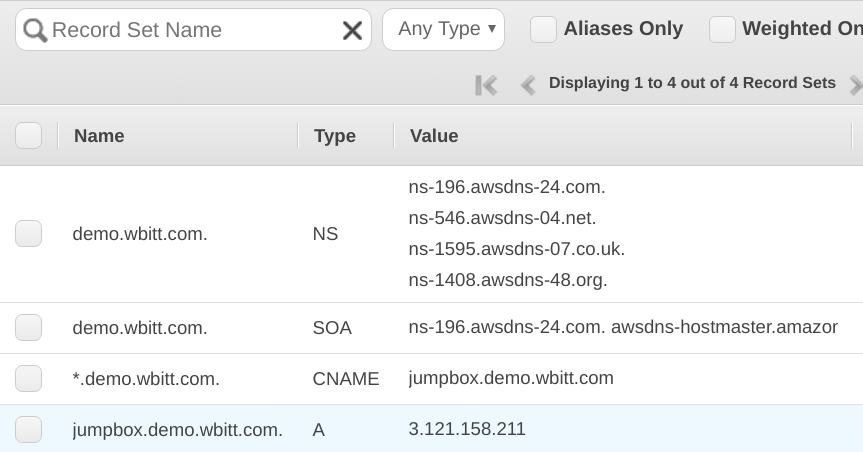 Record Set Name
Any Type
Aliases Only
Weighted On
Displaying 1 to 4 out of 4 Record Sets
Name Type Value
ns-196.awsdns-24.com.
ns-546.awsdns-04.net.
demo.wbitt.com. NS
ns-1595.awsdns-07.co.uk.
ns-1408.awsdns-48.org.
demo.wbitt.com. SOA ns-196.awsdns-24.com. awsdns-hostmaster.amazor
*.demo.wbitt.com. CNAME jumpbox.demo.wbitt.com
jumpbox.demo.wbitt.com. A 3.121.158.211